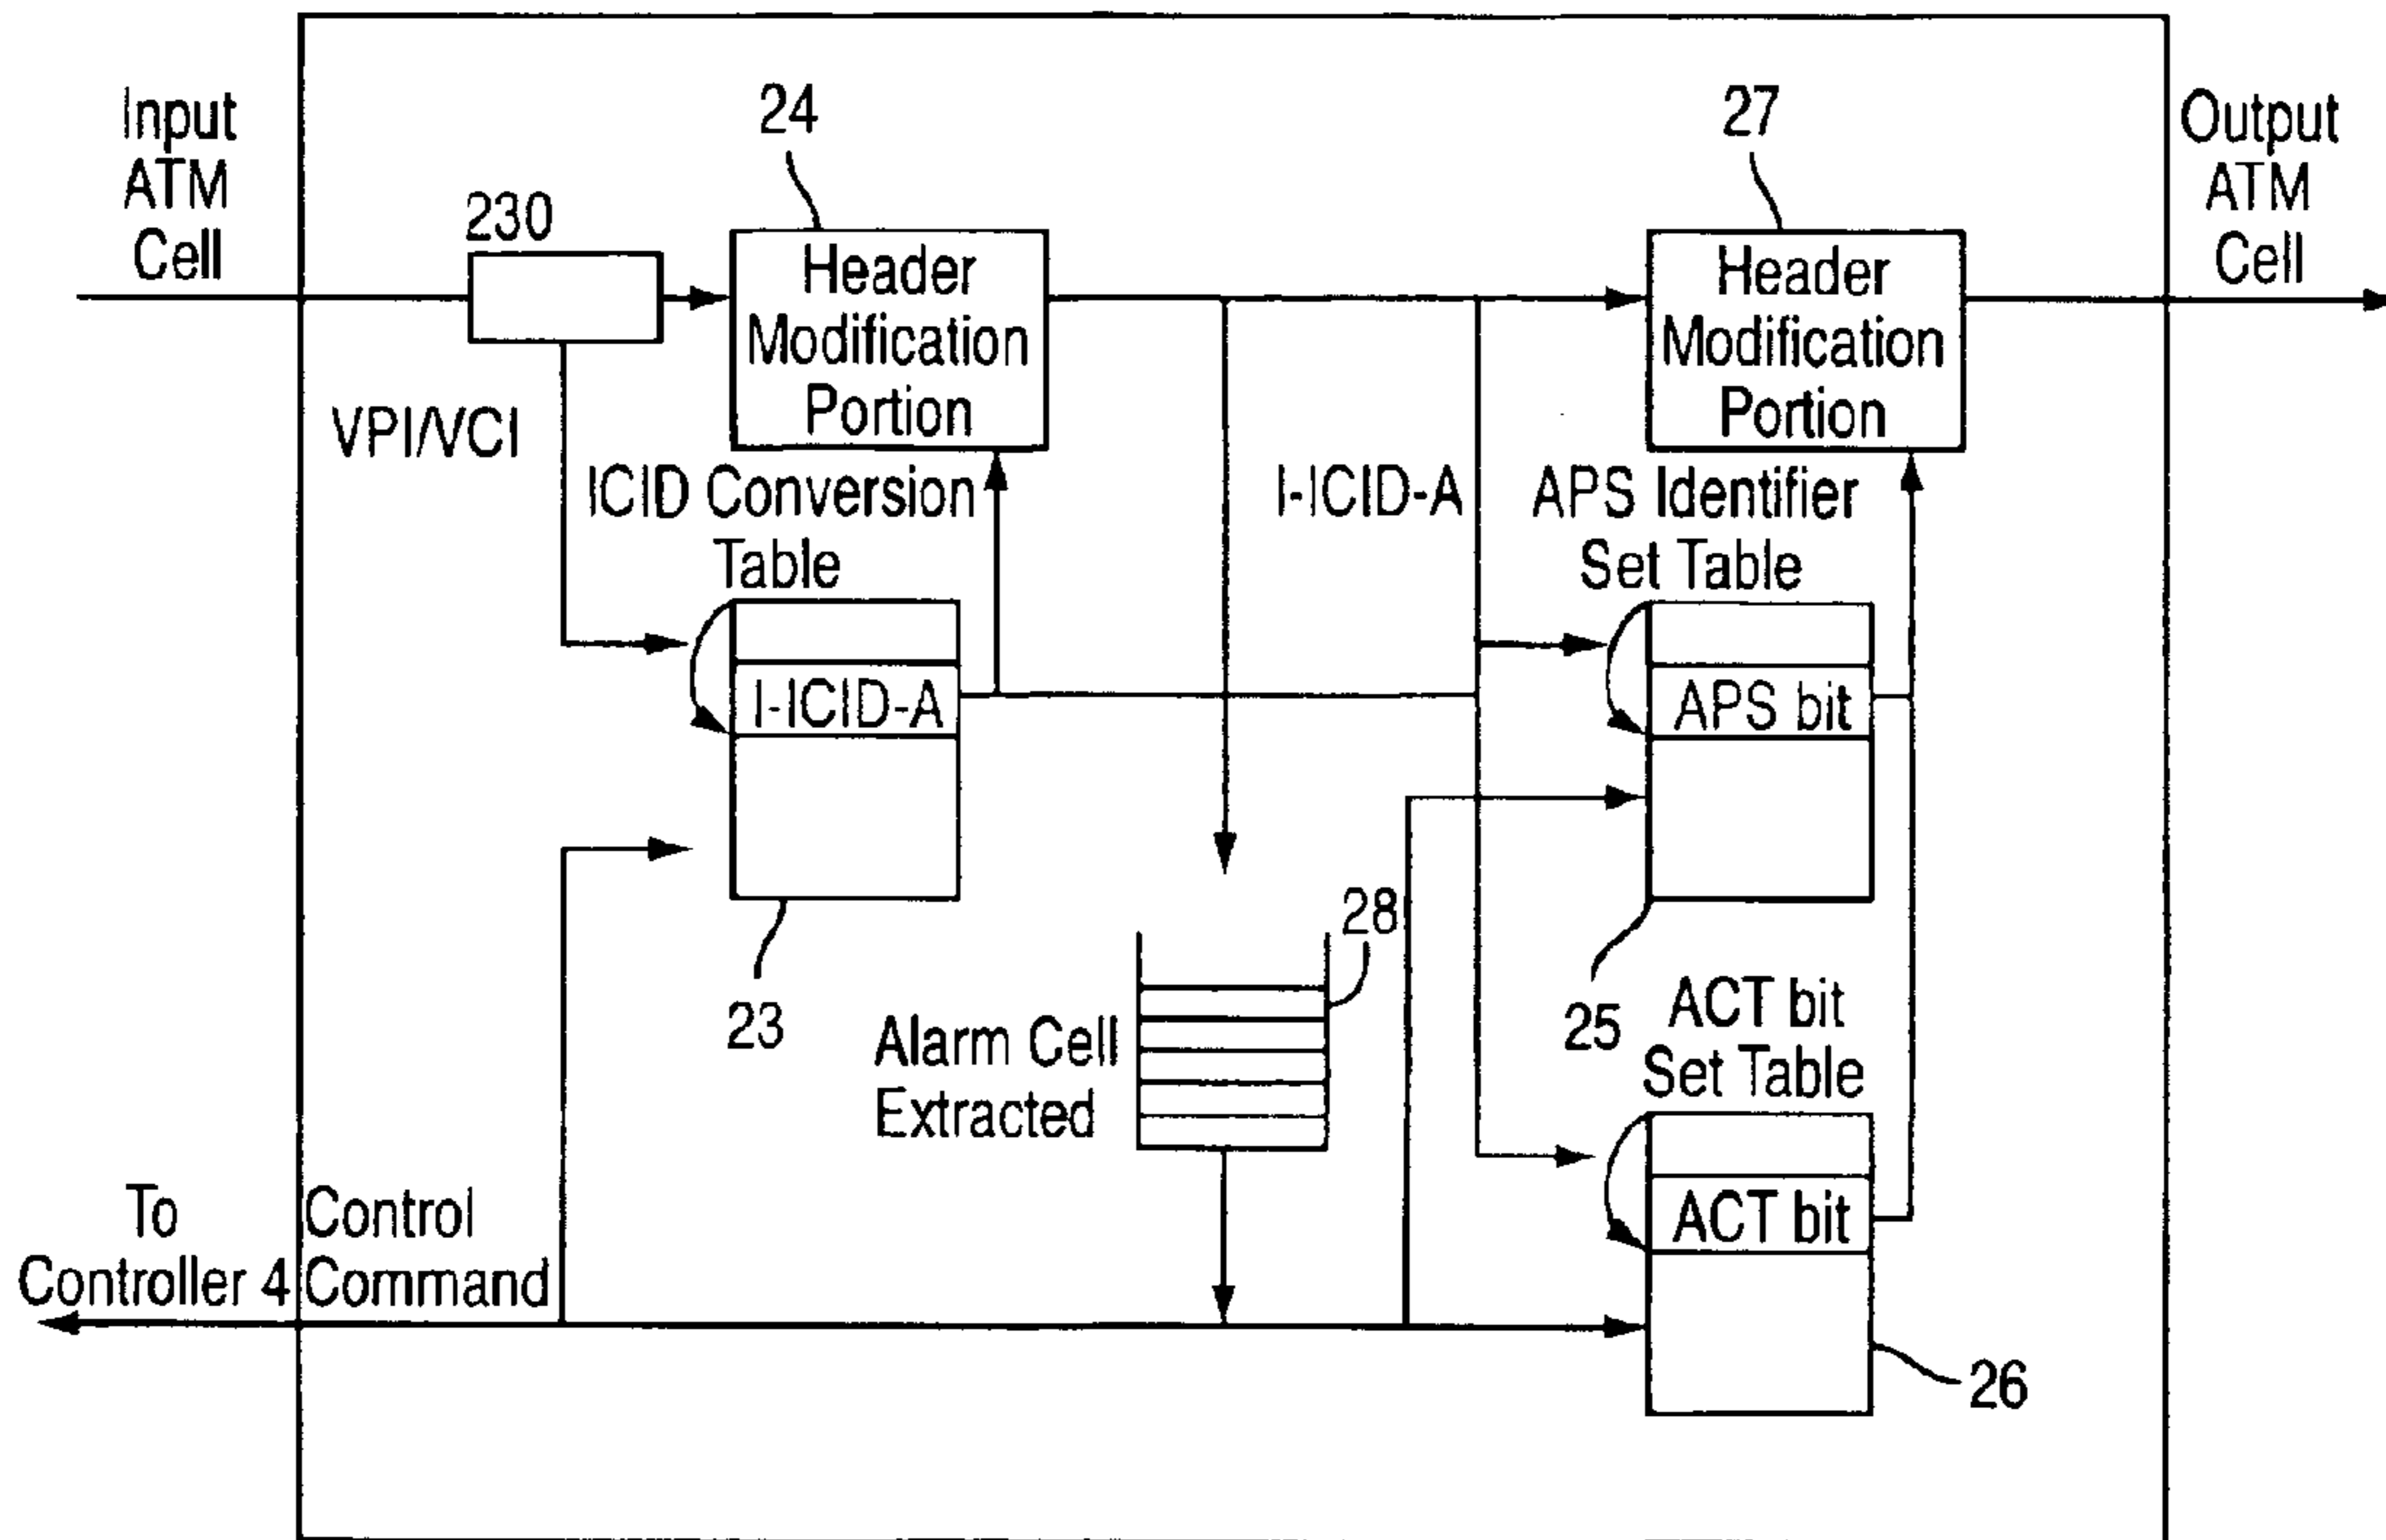 Input
ATM
Cell
230
24
Header
Modification
Portion
27
Header
Modification
Portion
Output
ATM
Cell
VPI/VCI
ICID Conversion
Table
I-ICID-A
I-ICID-A
APS Identifier
Set Table
APS bit
23
28
Alarm Cell
Extracted
25
ACT bit
Set Table
ACT bit
26
To
Controller 4
Control
Command